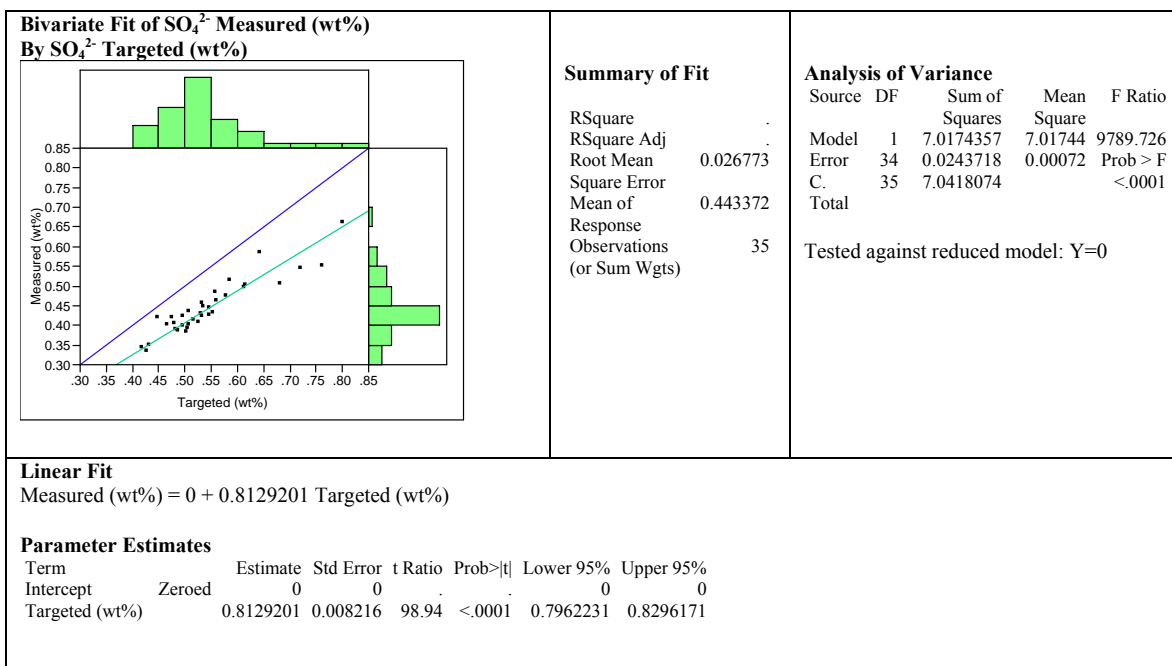 Bivariate Fit of SO₄²⁻ Measured (wt%)
By SO₄²⁻ Targeted (wt%)
0.85
0.80
0.75
0.70
0.65
0.60
0.55
0.50
0.45
0.40
0.35
0.30
Measured (wt%)
.30 .35 .40 .45 .50 .55 .60 .65 .70 .75 .80 .85
Targeted (wt%)
Summary of Fit
RSquare .
RSquare Adj .
Root Mean 0.026773
Square Error
Mean of 0.443372
Response
Observations 35
(or Sum Wgts)
Analysis of Variance
Source DF Sum of Mean F Ratio
Squares Square
Model 1 7.0174357 7.01744 9789.726
Error 34 0.0243718 0.00072 Prob > F
C. 35 7.0418074 <.0001
Total
Tested against reduced model: Y=0
Linear Fit
Measured (wt%) = 0 + 0.8129201 Targeted (wt%)
Parameter Estimates
Term Estimate Std Error t Ratio Prob>|t| Lower 95% Upper 95%
Intercept Zeroed 0 0 . . 0 0
Targeted (wt%) 0.8129201 0.008216 98.94 <.0001 0.7962231 0.8296171